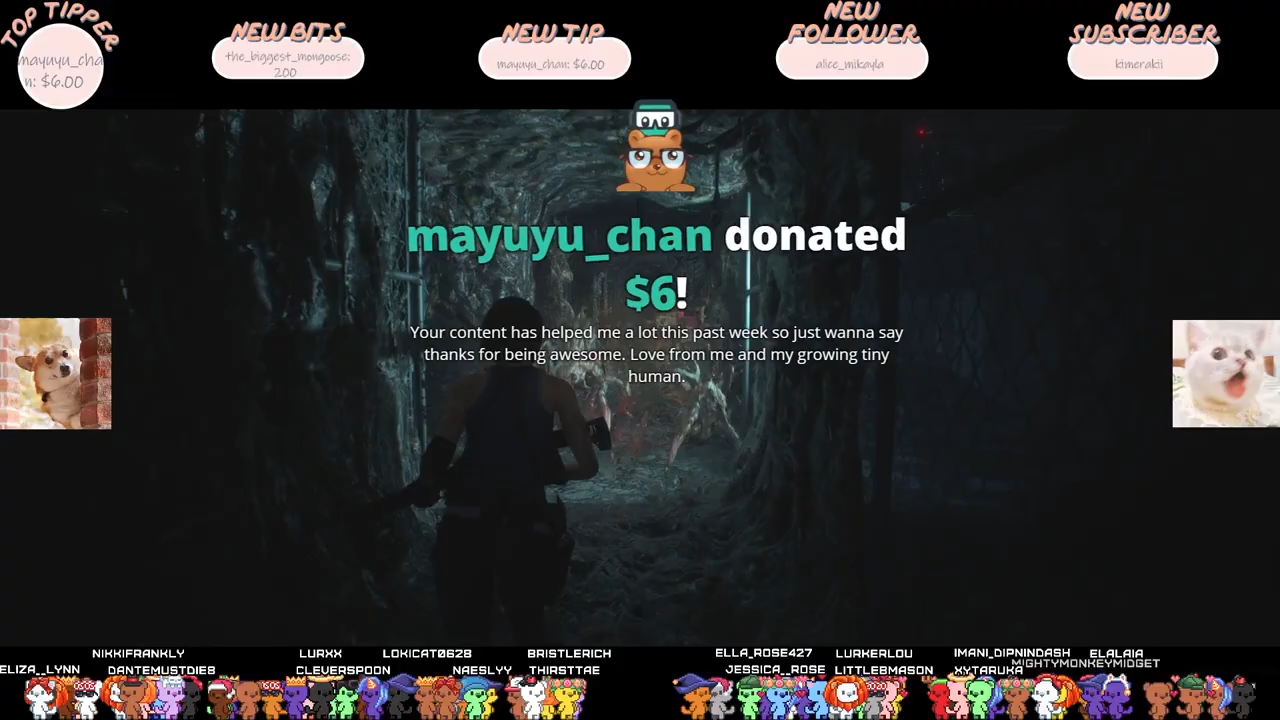 TOP TIPPER
mayuyu_cha
n: $6.00
NEW BITS
the_biggest_mongoose:
200
NEW TIP
mayuyu_chan: $6.00
NEW
FOLLOWER
alice_mikayla
NEW
SUBSCRIBER
kimerakii
mayuyu_chan donated
$6!
Your content has helped me a lot this past week so just wanna say
thanks for being awesome. Love from me and my growing tiny
human.
NIKKIFRANKLY LURXX LOKICAT0628 BRISTLERICH ELLA_ROSE427 LURKERLOU IMANI_DIPNINDASH ELALAIA
ELIZA_LYNN DANTEMUSTDIE8 CLEVERSPOON NAESLYY THIRSTTAE JESSICA_ROSE LITTLEBMASON XYTARUKA MIGHTYMONKEYMIDGET